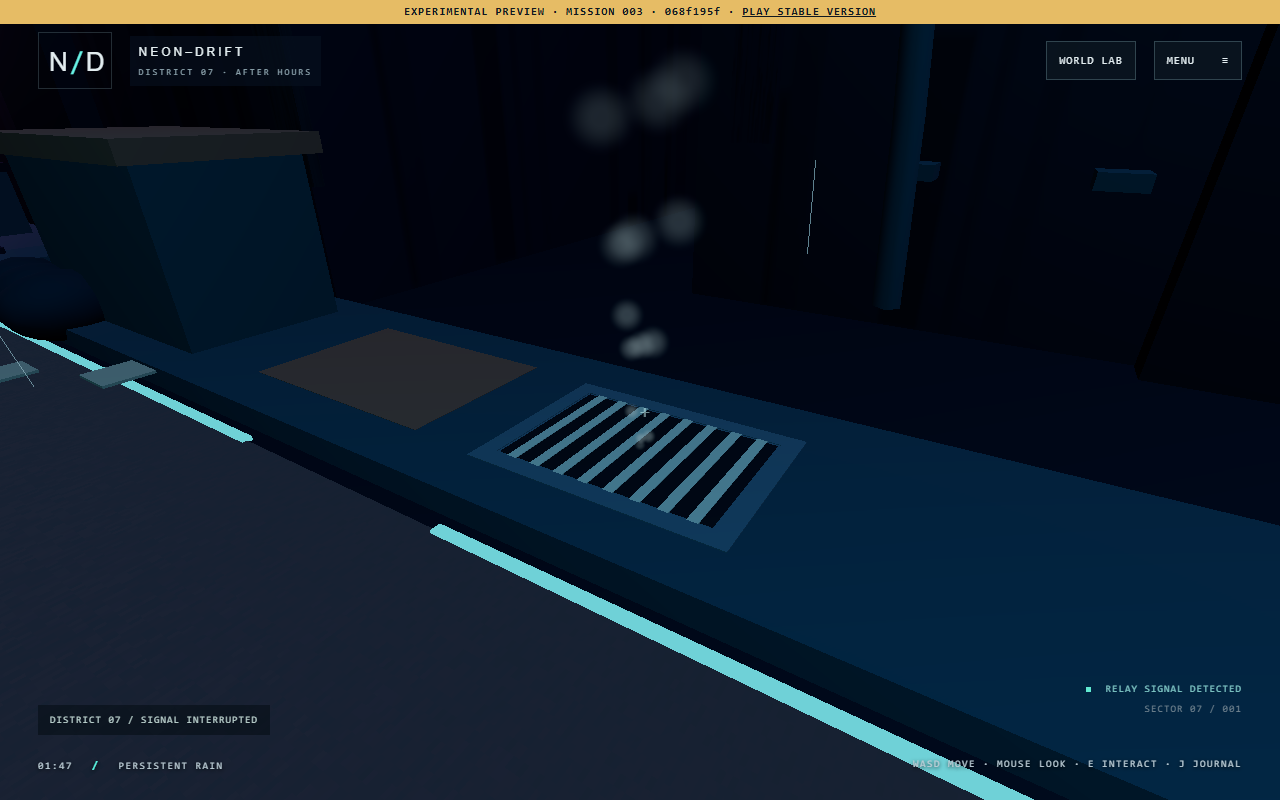 EXPERIMENTAL PREVIEW · MISSION 003 · 068f195f · PLAY STABLE VERSION
N/D
NEON—DRIFT
DISTRICT 07 · AFTER HOURS
WORLD LAB
MENU ≡
RELAY SIGNAL DETECTED
SECTOR 07 / 001
DISTRICT 07 / SIGNAL INTERRUPTED
01:47 / PERSISTENT RAIN
WASD MOVE · MOUSE LOOK · E INTERACT · J JOURNAL